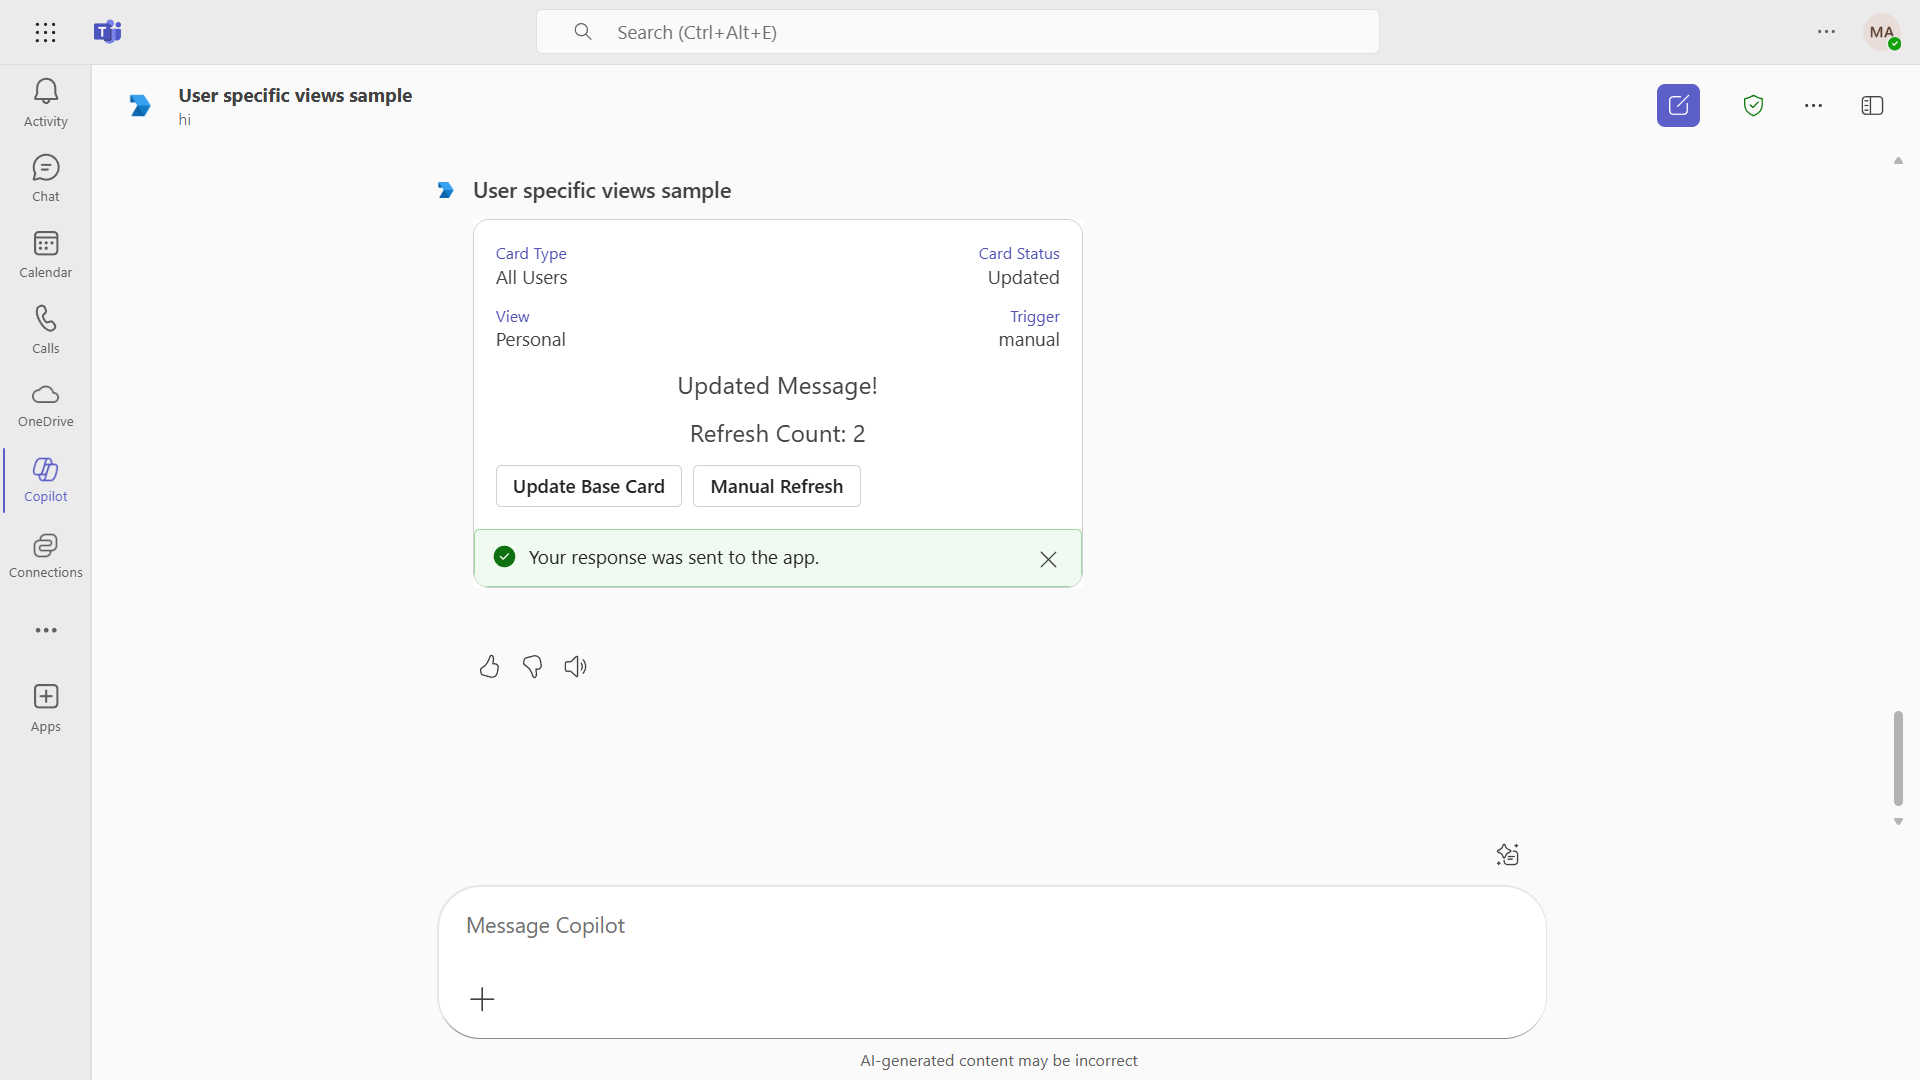 Search (Ctrl+Alt+E)
MA
Activity
Chat
Calendar
Calls
OneDrive
Copilot
Connections
Apps
User specific views sample
hi
User specific views sample
Card Type
Card Status
All Users
Updated
View
Trigger
Personal
manual
Updated Message!
Refresh Count: 2
Update Base Card
Manual Refresh
Your response was sent to the app.
Message Copilot
AI-generated content may be incorrect